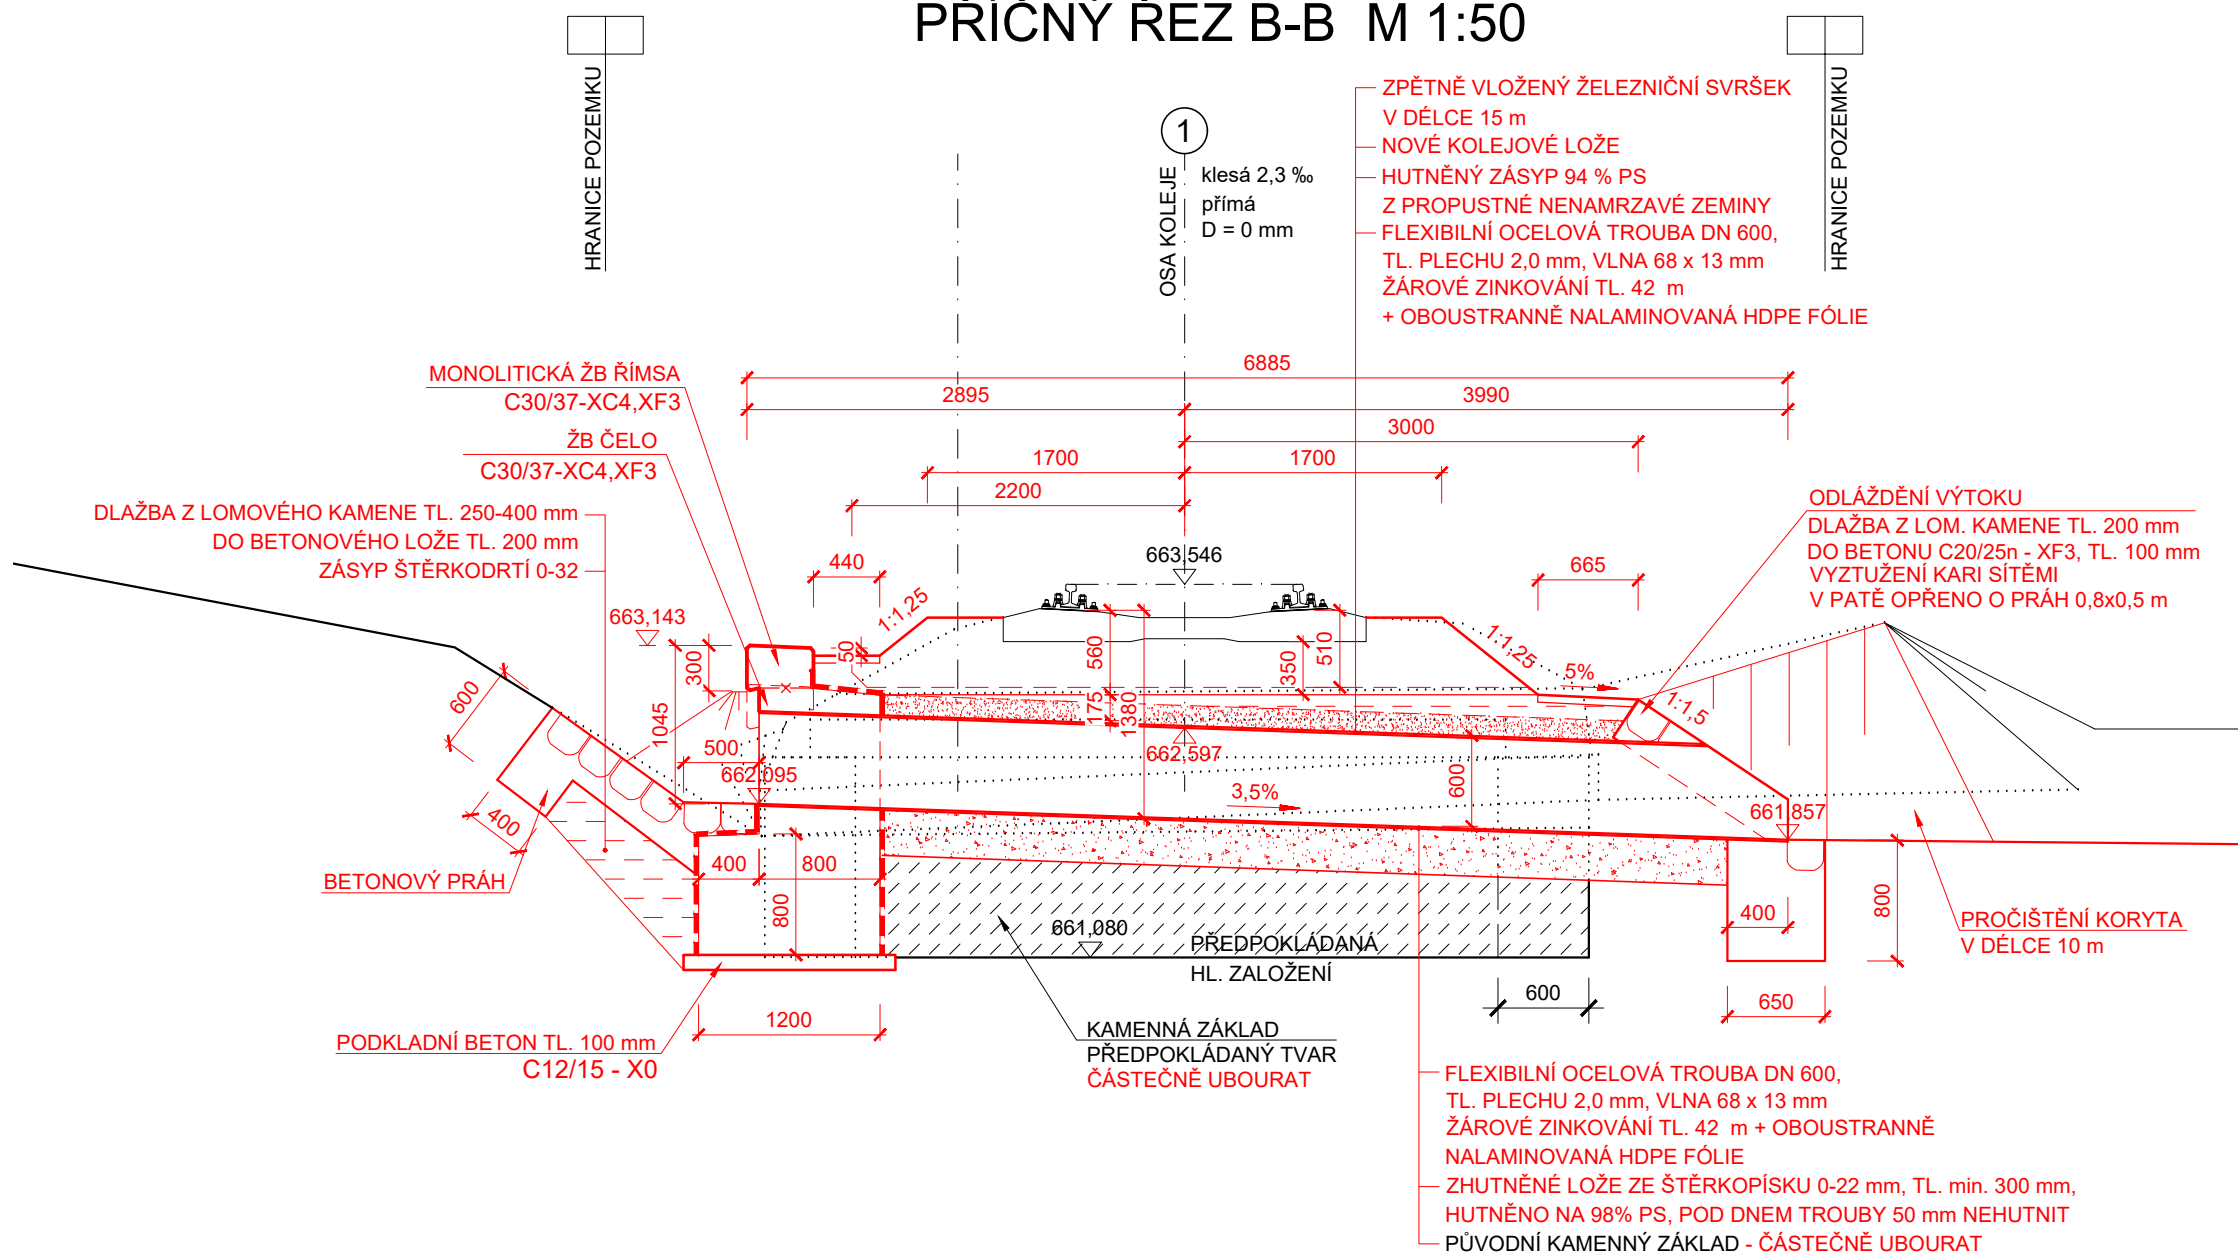 PŘÍČNÝ ŘEZ B-B  M 1:50
HRANICE POZEMKU
HRANICE POZEMKU
1
OSA KOLEJE
klesá 2,3 ‰
přímá
D = 0 mm
ZPĚTNĚ VLOŽENÝ ŽELEZNIČNÍ SVRŠEK
V DÉLCE 15 m
NOVÉ KOLEJOVÉ LOŽE
HUTNĚNÝ ZÁSYP 94 % PS
Z PROPUSTNÉ NENAMRZAVÉ ZEMINY
FLEXIBILNÍ OCELOVÁ TROUBA DN 600,
TL. PLECHU 2,0 mm, VLNA 68 x 13 mm
ŽÁROVÉ ZINKOVÁNÍ TL. 42  m
+ OBOUSTRANNĚ NALAMINOVANÁ HDPE FÓLIE
6885
2895
3990
3000
1700
1700
2200
MONOLITICKÁ ŽB ŘÍMSA
C30/37-XC4,XF3
ŽB ČELO
C30/37-XC4,XF3
DLAŽBA Z LOMOVÉHO KAMENE TL. 250-400 mm
DO BETONOVÉHO LOŽE TL. 200 mm
ZÁSYP ŠTĚRKODRTÍ 0-32
ODLÁŽDĚNÍ VÝTOKU
DLAŽBA Z LOM. KAMENE TL. 200 mm
DO BETONU C20/25n - XF3, TL. 100 mm
VYZTUŽENÍ KARI SÍTĚMI
V PATĚ OPŘENO O PRÁH 0,8x0,5 m
440
663,546
665
663,143
1:1,25
50
300
560
510
350
1:1,25
5%
1:1,5
600
1045
175
1380
500
662,095
662,597
600
3,5%
661,857
400
400
800
800
BETONOVÝ PRÁH
661,080
PŘEDPOKLÁDANÁ
HL. ZALOŽENÍ
400
800
PROČIŠTĚNÍ KORYTA
V DÉLCE 10 m
600
650
1200
PODKLADNÍ BETON TL. 100 mm
C12/15 - X0
KAMENNÁ ZÁKLAD
PŘEDPOKLÁDANÝ TVAR
ČÁSTEČNĚ UBOURAT
FLEXIBILNÍ OCELOVÁ TROUBA DN 600,
TL. PLECHU 2,0 mm, VLNA 68 x 13 mm
ŽÁROVÉ ZINKOVÁNÍ TL. 42  m + OBOUSTRANNĚ
NALAMINOVANÁ HDPE FÓLIE
ZHUTNĚNÉ LOŽE ZE ŠTĚRKOPÍSKU 0-22 mm, TL. min. 300 mm,
HUTNĚNO NA 98% PS, POD DNEM TROUBY 50 mm NEHUTNIT
PŮVODNÍ KAMENNÝ ZÁKLAD - ČÁSTEČNĚ UBOURAT